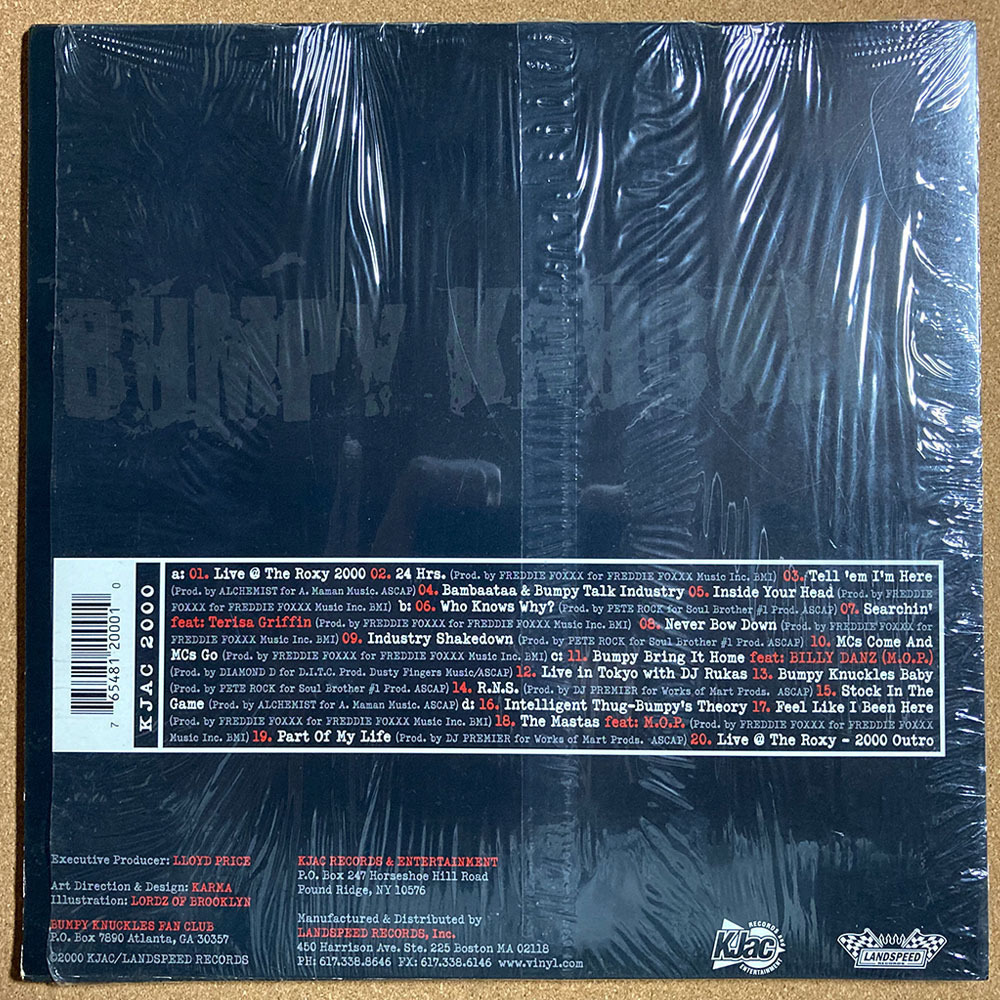 BUMPY KNUCKLES
a: 01. Live @ The Roxy 2000 02. 24 Hrs. (Prod. by FREDDIE FOXXX for FREDDIE FOXXX Music Inc. BMI) 03. Tell 'em I'm Here
(Prod. by ALCHEMIST for A. Maman Music. ASCAP) 04. Bambaataa & Bumpy Talk Industry 05. Inside Your Head (Prod. by FREDDIE
FOXXX for FREDDIE FOXXX Music Inc. BMI) b: 06. Who Knows Why? (Prod. by PETE ROCK for Soul Brother #1 Prod. ASCAP) 07. Searchin'
feat: Terisa Griffin (Prod. by FREDDIE FOXXX for FREDDIE FOXXX Music Inc. BMI) 08. Never Bow Down (Prod. by FREDDIE FOXXX for
FREDDIE FOXXX Music Inc. BMI) 09. Industry Shakedown (Prod. by PETE ROCK for Soul Brother #1 Prod. ASCAP) 10. MCs Come And
MCs Go (Prod. by FREDDIE FOXXX for FREDDIE FOXXX Music Inc. BMI) c: 11. Bumpy Bring It Home feat: BILLY DANZ (M.O.P.)
(Prod. by DIAMOND D for D.I.T.C. Prod. Dusty Fingers Music/ASCAP) 12. Live in Tokyo with DJ Rukas 13. Bumpy Knuckles Baby
(Prod. by PETE ROCK for Soul Brother #1 Prod. ASCAP) 14. R.N.S. (Prod. by DJ PREMIER for Works of Mart Prods. ASCAP) 15. Stock In The
Game (Prod. by ALCHEMIST for A. Maman Music. ASCAP) d: 16. Intelligent Thug-Bumpy's Theory 17. Feel Like I Been Here
(Prod. by FREDDIE FOXXX for FREDDIE FOXXX Music Inc. BMI) 18. The Mastas feat: M.O.P. (Prod. by FREDDIE FOXXX for FREDDIE FOXXX
Music Inc. BMI) 19. Part Of My Life (Prod. by DJ PREMIER for Works of Mart Prods. ASCAP) 20. Live @ The Roxy - 2000 Outro
KJAC 2000
7 65481 20001 0
Executive Producer: LLOYD PRICE
Art Direction & Design: KARMA
Illustration: LORDZ OF BROOKLYN
BUMPY KNUCKLES FAN CLUB
P.O. Box 7890 Atlanta, GA 30357
©2000 KJAC/LANDSPEED RECORDS
KJAC RECORDS & ENTERTAINMENT
P.O. Box 247 Horseshoe Hill Road
Pound Ridge, NY 10576
Manufactured & Distributed by
LANDSPEED RECORDS, Inc.
450 Harrison Ave. Ste. 225 Boston MA 02118
PH: 617.338.8646 FX: 617.338.6146 www.vinyl.com
KJac
RECORDS AND
ENTERTAINMENT
LANDSPEED
RECORDS